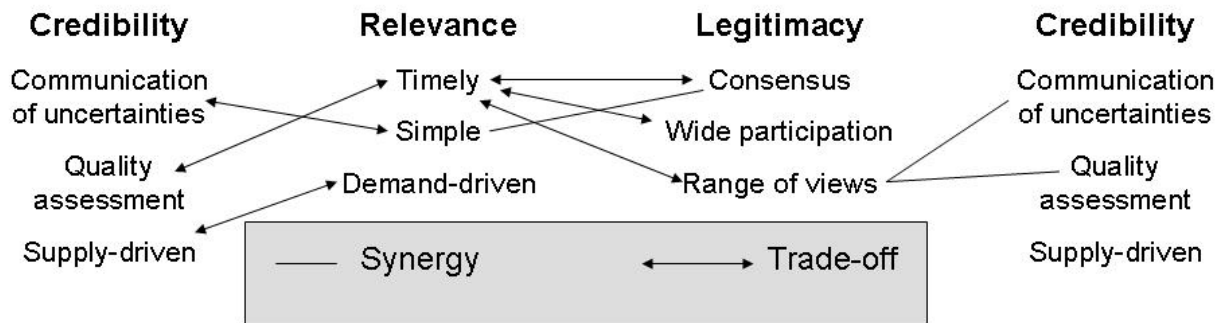 Credibility Relevance Legitimacy Credibility
Communication of uncertainties
Timely
Consensus
Communication of uncertainties
Simple
Wide participation
Quality assessment
Demand-driven
Range of views
Quality assessment
Supply-driven
Supply-driven
Synergy
Trade-off